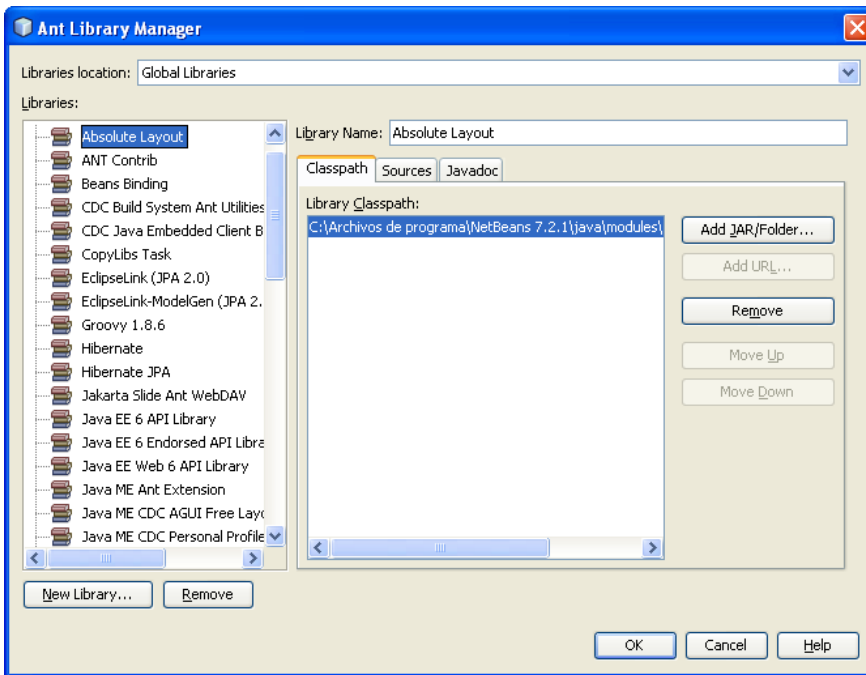 Ant Library Manager
Libraries location: Global Libraries
Libraries:
Absolute Layout
ANT Contrib
Beans Binding
CDC Build System Ant Utilities
CDC Java Embedded Client B
CopyLibs Task
EclipseLink (JPA 2.0)
EclipseLink-ModelGen (JPA 2.
Groovy 1.8.6
Hibernate
Hibernate JPA
Jakarta Slide Ant WebDAV
Java EE 6 API Library
Java EE 6 Endorsed API Libra
Java EE Web 6 API Library
Java ME Ant Extension
Java ME CDC AGUI Free Layo
Java ME CDC Personal Profile
New Library... Remove
Library Name: Absolute Layout
Classpath Sources Javadoc
Library Classpath:
C:\Archivos de programa\NetBeans 7.2.1\java\modules\
Add JAR/Folder...
Add URL...
Remove
Move Up
Move Down
OK Cancel Help